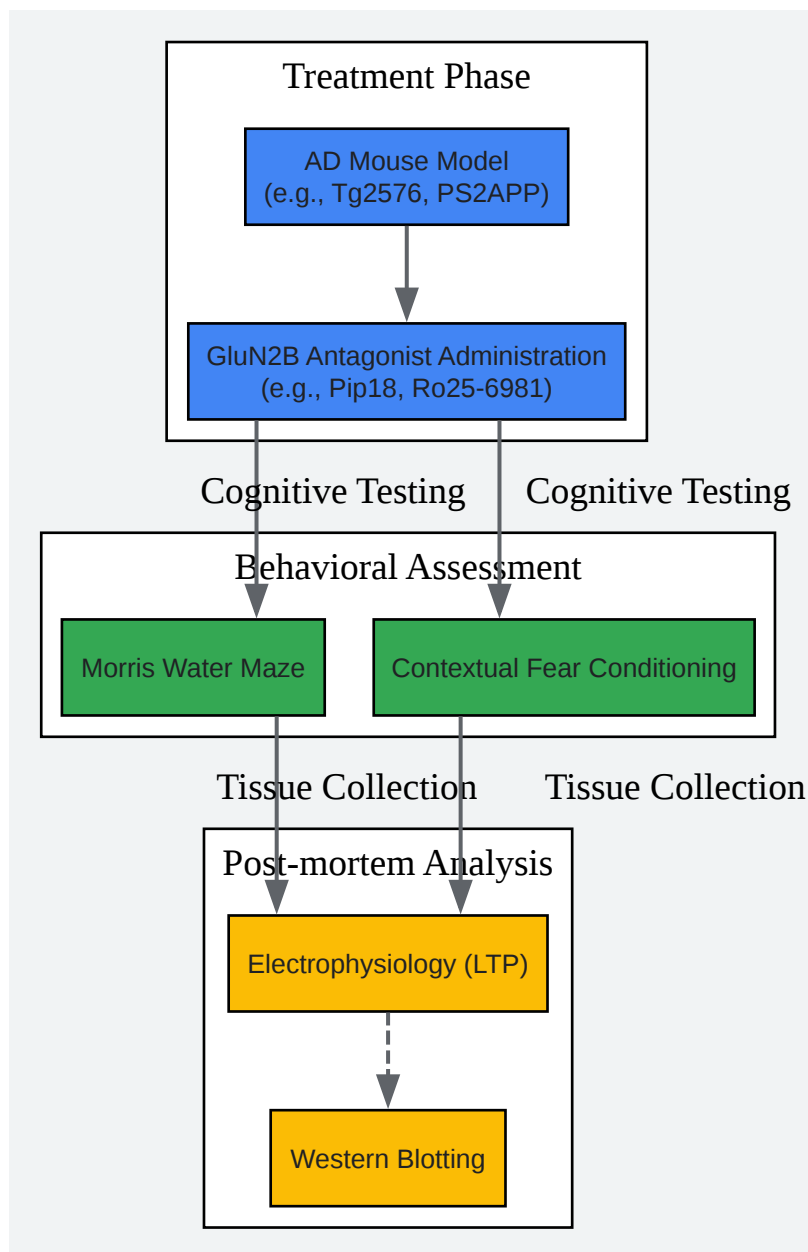 Treatment Phase
AD Mouse Model
(e.g., Tg2576, PS2APP)
GluN2B Antagonist Administration
(e.g., Pip18, Ro25-6981)
Cognitive Testing
Cognitive Testing
Behavioral Assessment
Morris Water Maze
Contextual Fear Conditioning
Tissue Collection
Tissue Collection
Post-mortem Analysis
Electrophysiology (LTP)
Western Blotting